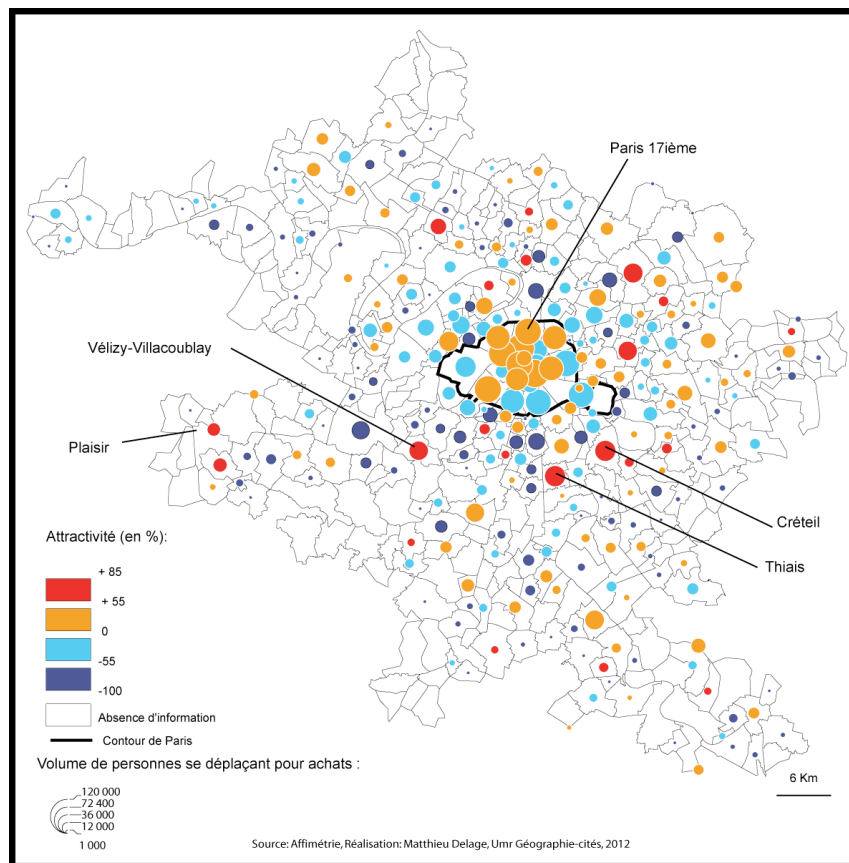 Paris 17ième
Vélizy-Villacoublay
Plaisir
Créteil
Thiais
Attractivité (en %):
+ 85
+ 55
0
-55
-100
Absence d'information
Contour de Paris
Volume de personnes se déplaçant pour achats :
120 000
72 400
36 000
12 000
1 000
6 Km
Source: Affimétrie, Réalisation: Matthieu Delage, Umr Géographie-cités, 2012